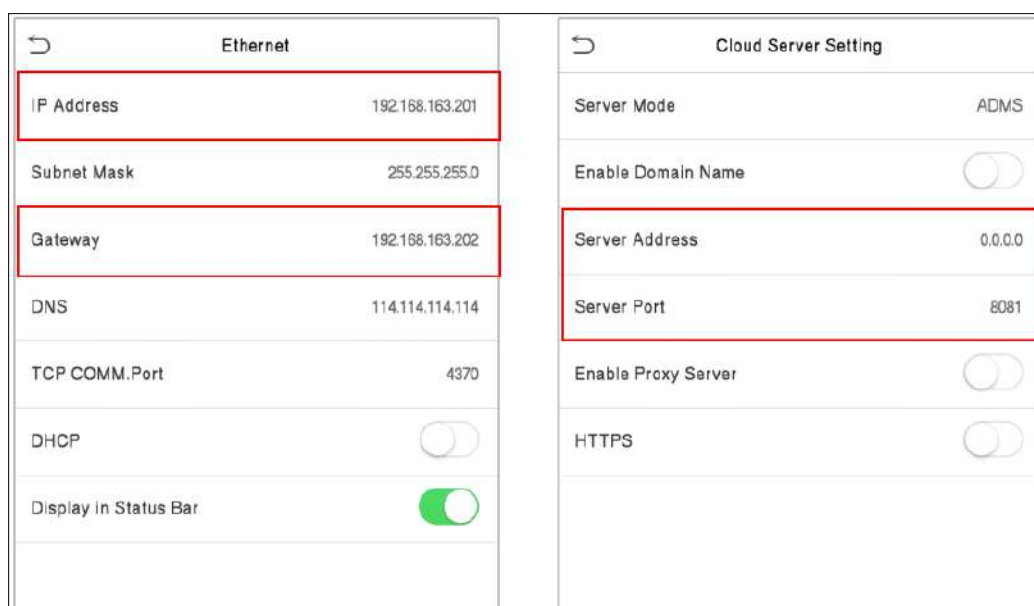 Ethernet
IP Address 192.168.163.201
Subnet Mask 255.255.255.0
Gateway 192.168.163.202
DNS 114.114.114.114
TCP COMM.Port 4370
DHCP
Display in Status Bar
Cloud Server Setting
Server Mode ADMS
Enable Domain Name
Server Address 0.0.0.0
Server Port 8081
Enable Proxy Server
HTTPS